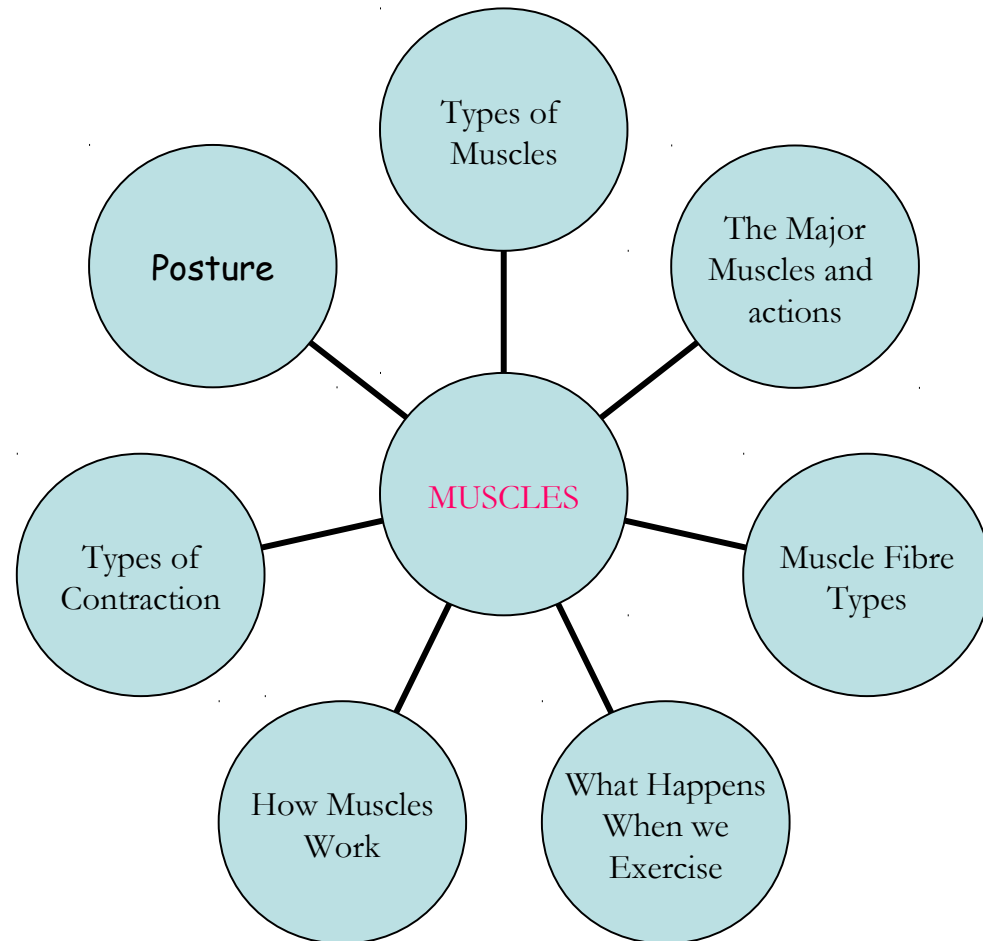 Types of
Muscles
The Major
Muscles and
actions
Posture
MUSCLES
Types of
Contraction
Muscle Fibre
Types
How Muscles
Work
What Happens
When we
Exercise